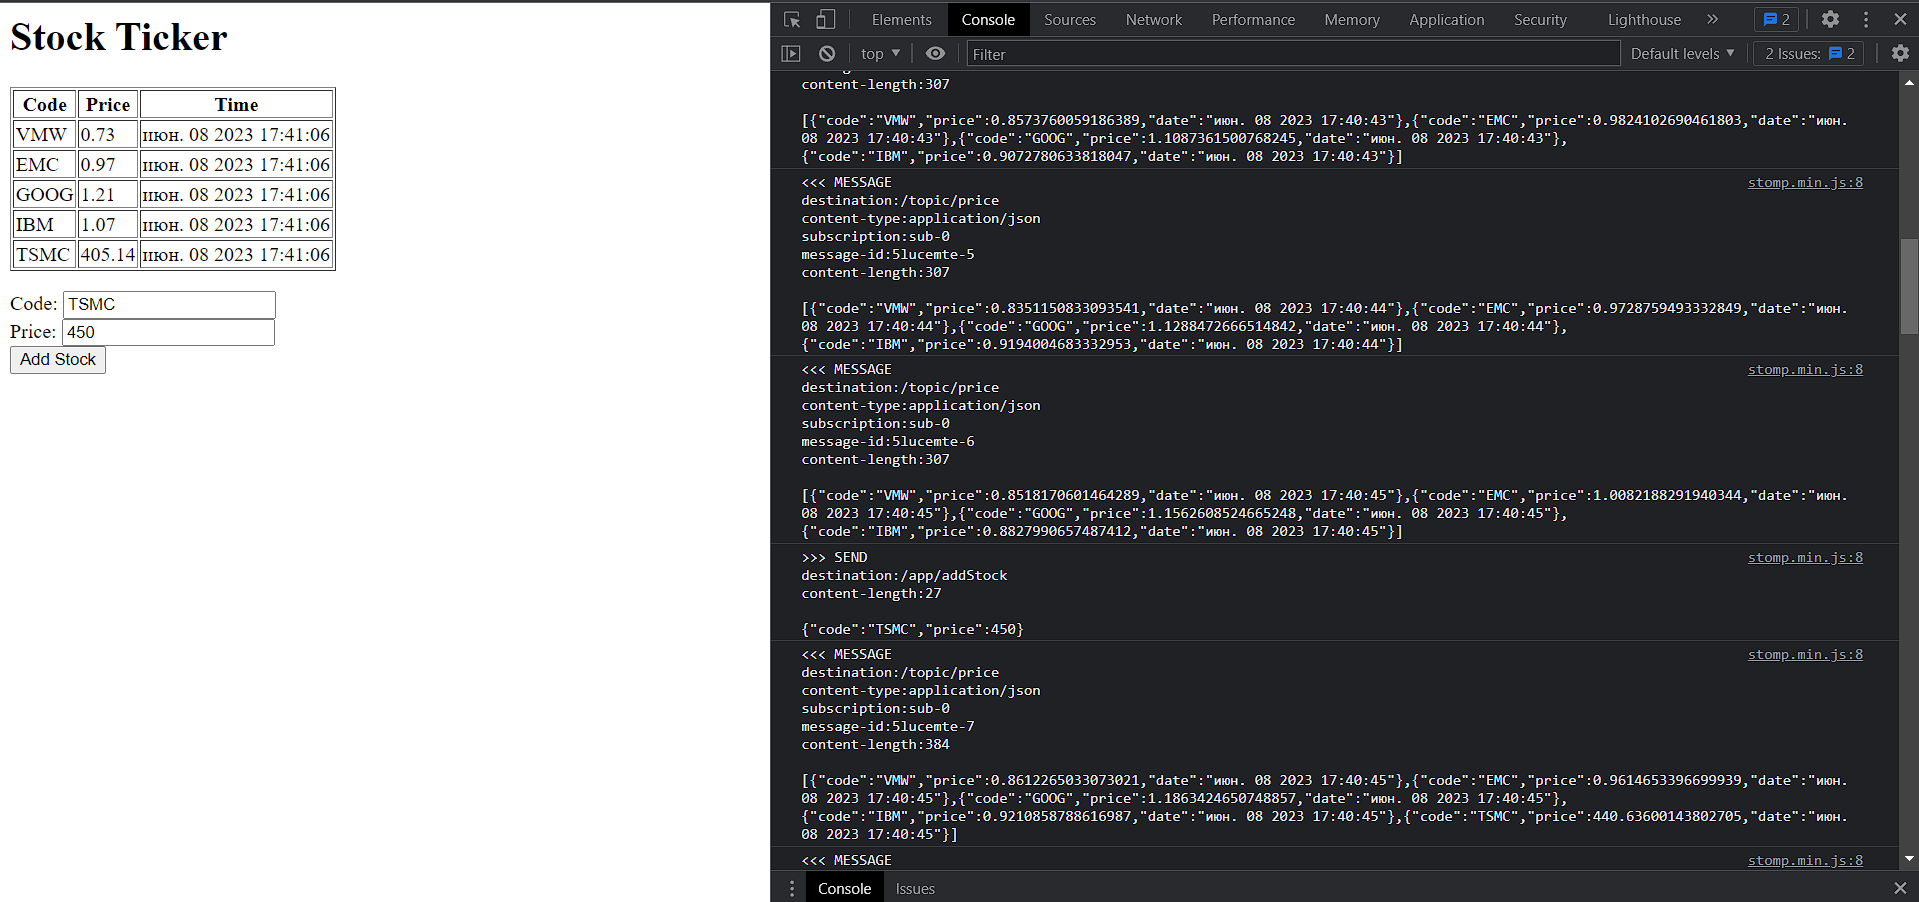 Stock Ticker
Code Price Time
VMW 0.73 июн. 08 2023 17:41:06
EMC 0.97 июн. 08 2023 17:41:06
GOOG 1.21 июн. 08 2023 17:41:06
IBM 1.07 июн. 08 2023 17:41:06
TSMC 405.14 июн. 08 2023 17:41:06
Code: TSMC
Price: 450
Add Stock
Elements Console Sources Network Performance Memory Application Security Lighthouse » 2
top ▼ Filter Default levels ▼ 2 Issues: 2
content-length:307
[{"code":"VMW","price":0.8573760059186389,"date":"июн. 08 2023 17:40:43"},{"code":"EMC","price":0.9824102690461803,"date":"июн.
08 2023 17:40:43"},{"code":"GOOG","price":1.1087361500768245,"date":"июн. 08 2023 17:40:43"},
{"code":"IBM","price":0.9072780633818047,"date":"июн. 08 2023 17:40:43"}]
<<< MESSAGE stomp.min.js:8
destination:/topic/price
content-type:application/json
subscription:sub-0
message-id:5lucemte-5
content-length:307
[{"code":"VMW","price":0.8351150833093541,"date":"июн. 08 2023 17:40:44"},{"code":"EMC","price":0.9728759493332849,"date":"июн.
08 2023 17:40:44"},{"code":"GOOG","price":1.1288472666514842,"date":"июн. 08 2023 17:40:44"},
{"code":"IBM","price":0.9194004683332953,"date":"июн. 08 2023 17:40:44"}]
<<< MESSAGE stomp.min.js:8
destination:/topic/price
content-type:application/json
subscription:sub-0
message-id:5lucemte-6
content-length:307
[{"code":"VMW","price":0.8518170601464289,"date":"июн. 08 2023 17:40:45"},{"code":"EMC","price":1.0082188291940344,"date":"июн.
08 2023 17:40:45"},{"code":"GOOG","price":1.1562608524665248,"date":"июн. 08 2023 17:40:45"},
{"code":"IBM","price":0.8827990657487412,"date":"июн. 08 2023 17:40:45"}]
>>> SEND stomp.min.js:8
destination:/app/addStock
content-length:27
{"code":"TSMC","price":450}
<<< MESSAGE stomp.min.js:8
destination:/topic/price
content-type:application/json
subscription:sub-0
message-id:5lucemte-7
content-length:384
[{"code":"VMW","price":0.8612265033073021,"date":"июн. 08 2023 17:40:45"},{"code":"EMC","price":0.9614653396699939,"date":"июн.
08 2023 17:40:45"},{"code":"GOOG","price":1.1863424650748857,"date":"июн. 08 2023 17:40:45"},
{"code":"IBM","price":0.9210858788616987,"date":"июн. 08 2023 17:40:45"},{"code":"TSMC","price":440.63600143802705,"date":"июн.
08 2023 17:40:45"}]
<<< MESSAGE stomp.min.js:8
Console Issues